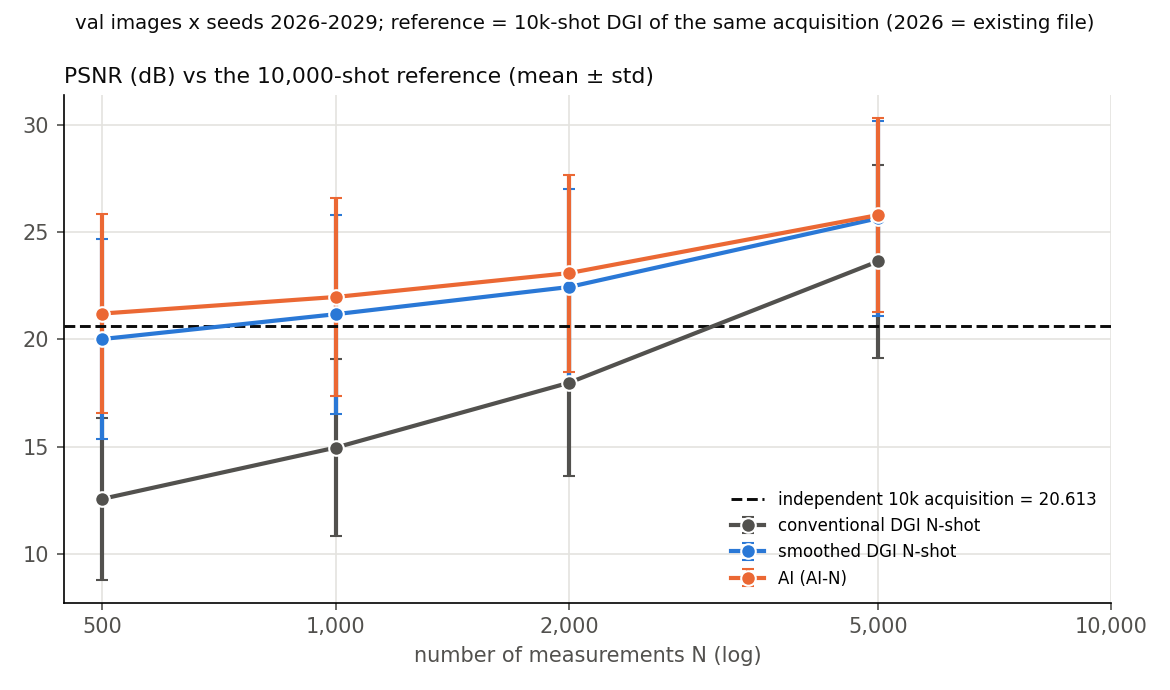 val images x seeds 2026-2029; reference = 10k-shot DGI of the same acquisition (2026 = existing file)
PSNR (dB) vs the 10,000-shot reference (mean ± std)
30
25
20
15
10
independent 10k acquisition = 20.613
conventional DGI N-shot
smoothed DGI N-shot
AI (AI-N)
500
1,000
2,000
5,000
10,000
number of measurements N (log)